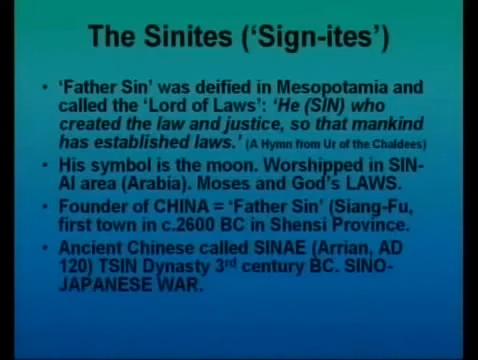 The Sinites (‘Sign-ites’)
• ‘Father Sin’ was deified in Mesopotamia and
called the ‘Lord of Laws’: ‘He (SIN) who
created the law and justice, so that mankind
has established laws.’ (A Hymn from Ur of the Chaldees)
• His symbol is the moon. Worshipped in SIN-
AI area (Arabia). Moses and God's LAWS.
• Founder of CHINA = ‘Father Sin’ (Siang-Fu,
first town in c.2600 BC in Shensi Province.
• Ancient Chinese called SINAE (Arrian, AD
120) TSIN Dynasty 3rd century BC. SINO-
JAPANESE WAR.